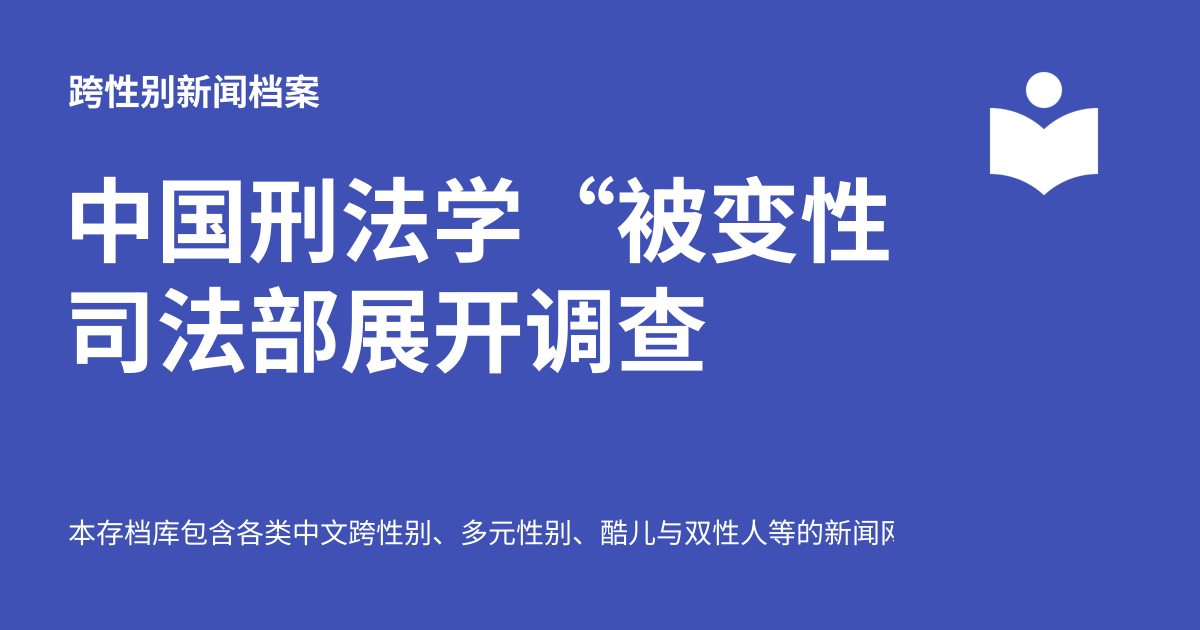 跨性别新闻档案
中国刑法学“被变性
司法部展开调查
本存档库包含各类中文跨性别、多元性别、酷儿与双性人等的新闻